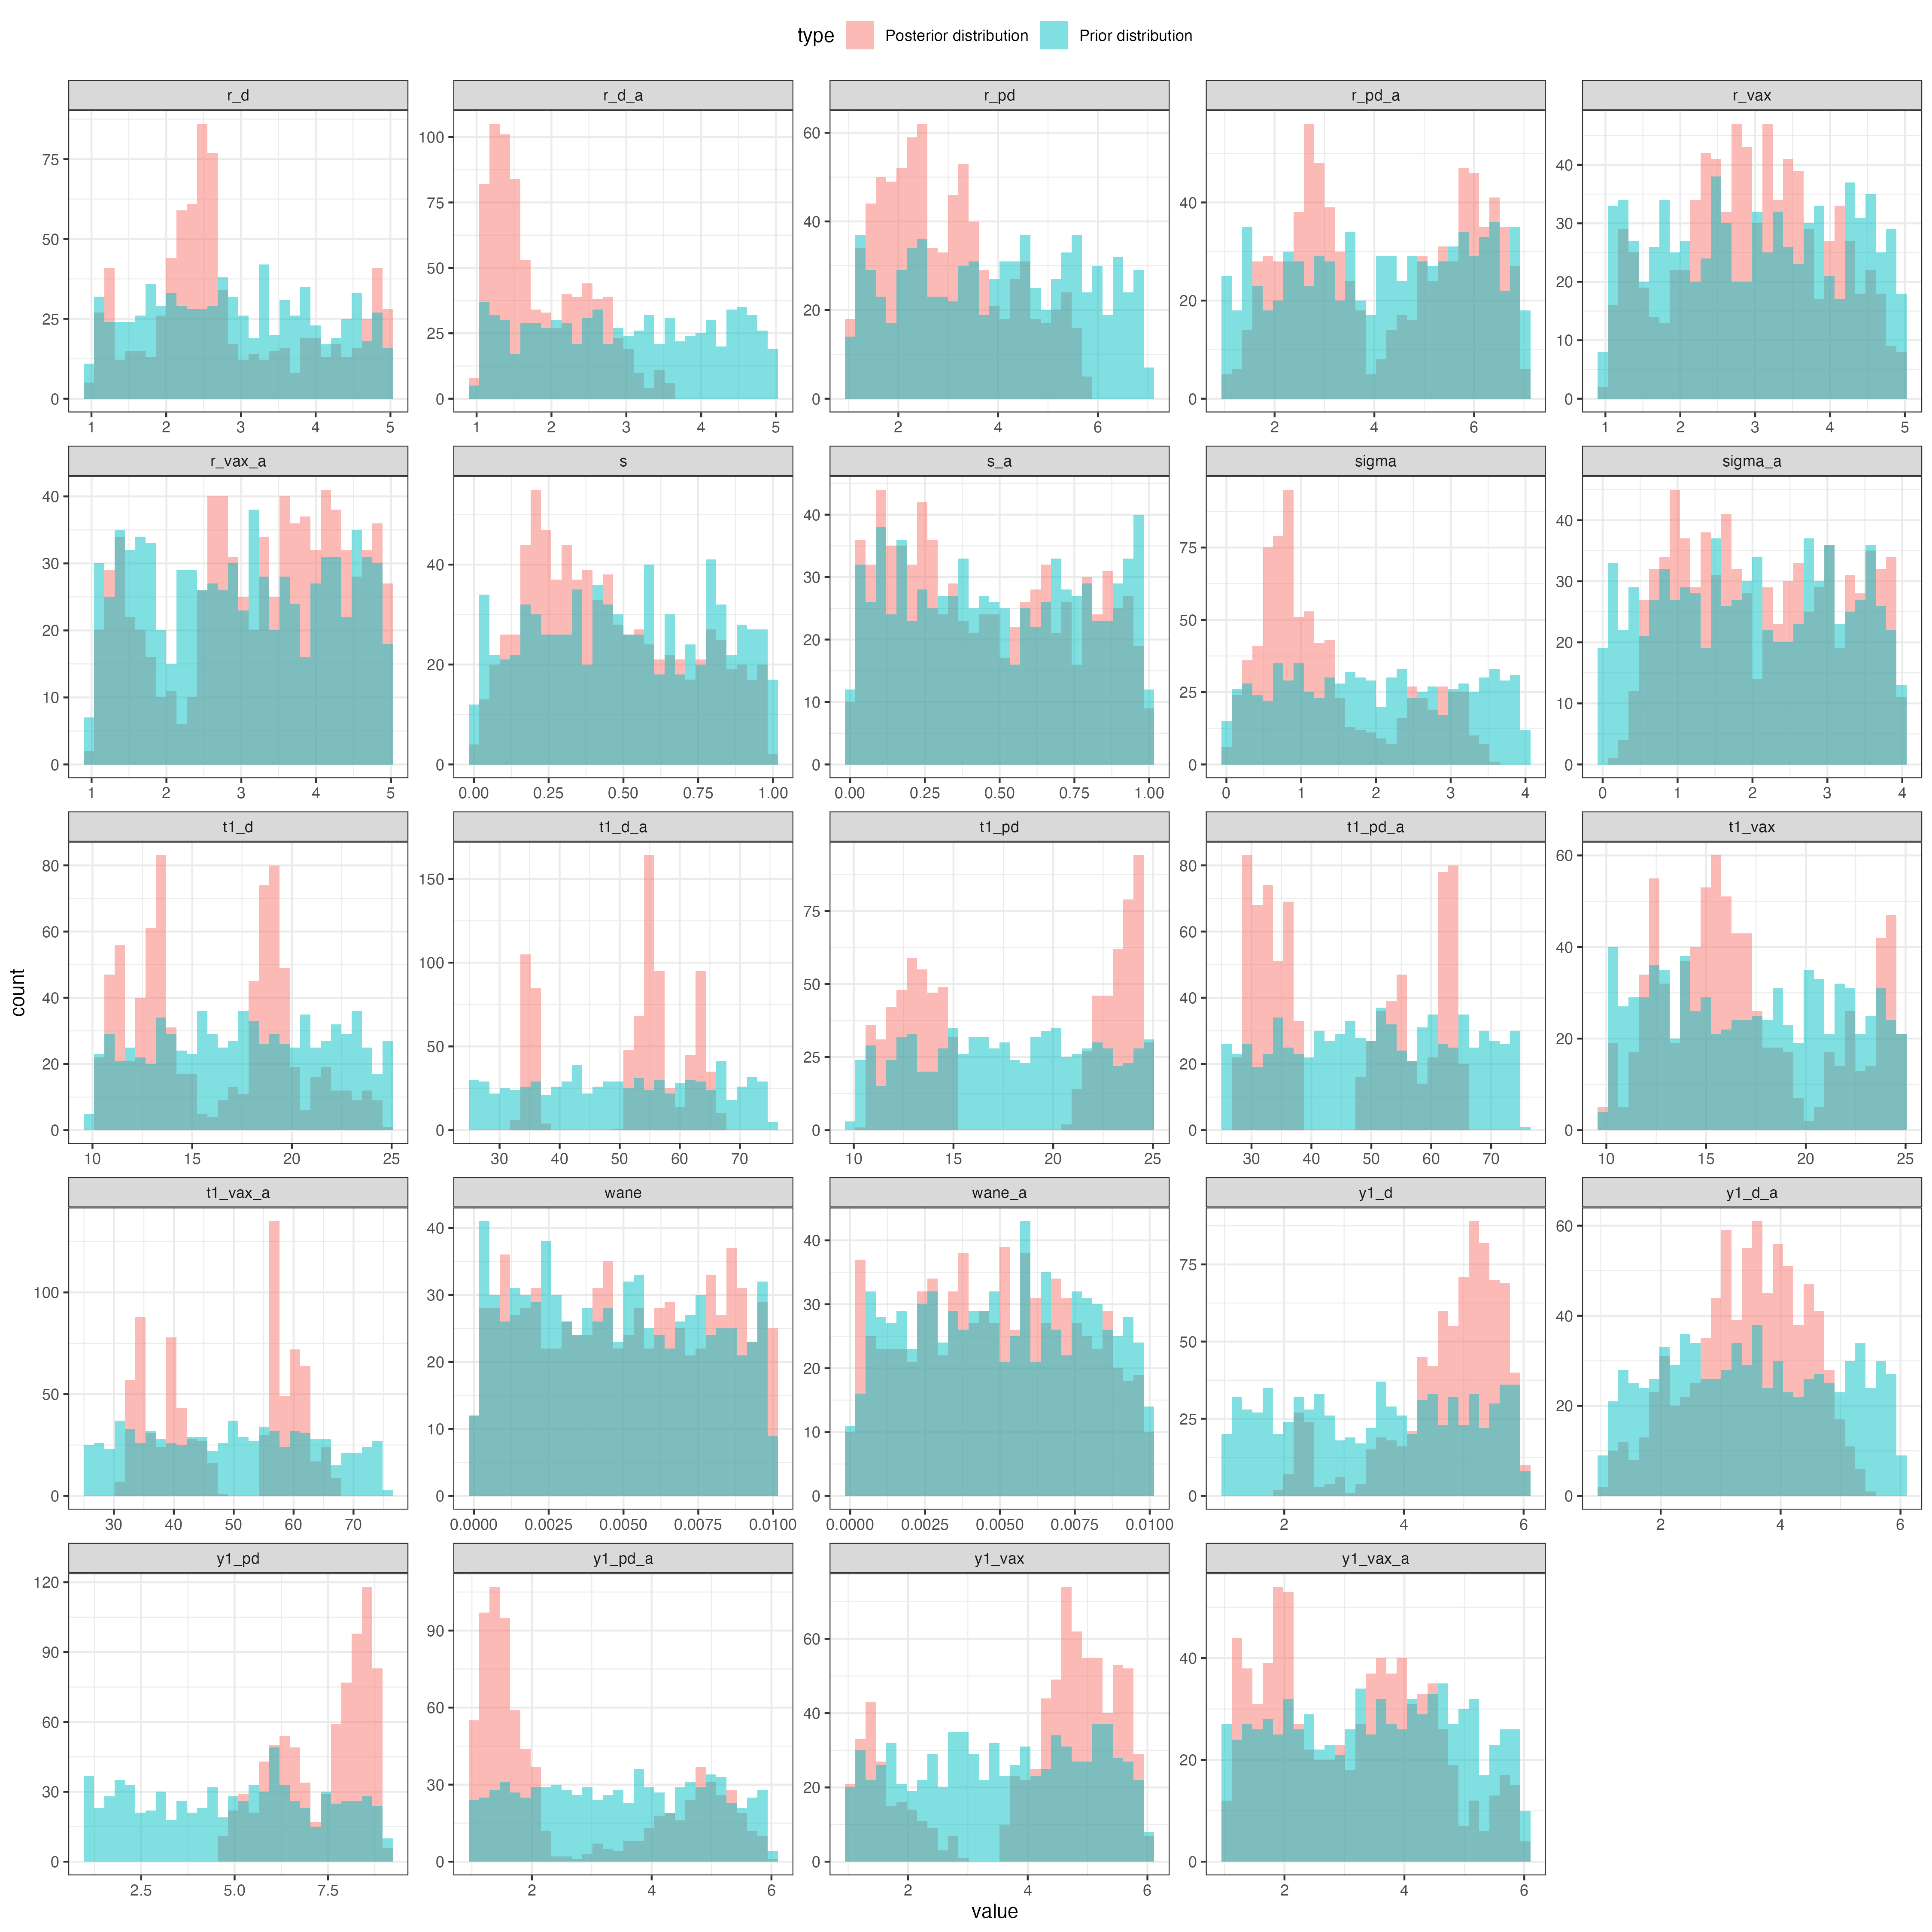 type Posterior distribution Prior distribution
r_d r_d_a r_pd r_pd_a r_vax
75 50 25 0
100 75 50 25 0
60 40 20 0
40 20 0
40 30 20 10 0
1 2 3 4 5 1 2 3 4 5 2 4 6 2 4 6 1 2 3 4 5
r_vax_a s s_a sigma sigma_a
40 30 20 10 0
40 20 0
40 30 20 10 0
75 50 25 0
40 30 20 10 0
1 2 3 4 5 0.00 0.25 0.50 0.75 1.00 0.00 0.25 0.50 0.75 1.00 0 1 2 3 4 0 1 2 3 4
t1_d t1_d_a t1_pd t1_pd_a t1_vax
80 60 40 20 0
150 100 50 0
75 50 25 0
80 60 40 20 0
60 40 20 0
10 15 20 25 30 40 50 60 70 10 15 20 25 30 40 50 60 70 10 15 20 25
count
t1_vax_a wane wane_a y1_d y1_d_a
100 50 0
40 30 20 10 0
40 30 20 10 0
75 50 25 0
60 40 20 0
30 40 50 60 70 0.0000 0.0025 0.0050 0.0075 0.0100 0.0000 0.0025 0.0050 0.0075 0.0100 2 4 6 2 4 6
y1_pd y1_pd_a y1_vax y1_vax_a
120 90 60 30 0
90 60 30 0
60 40 20 0
40 20 0
2.5 5.0 7.5 2 4 6 2 4 6 2 4 6
value